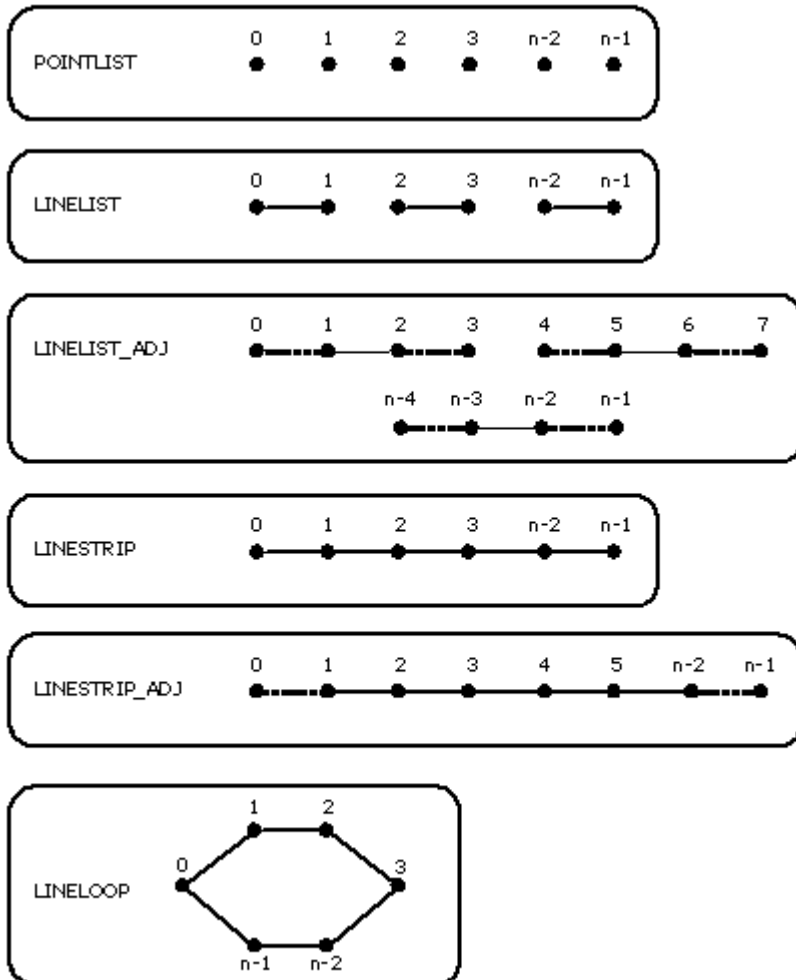 0 1 2 3 n-2 n-1
POINTLIST
0 1 2 3 n-2 n-1
LINELIST
0 1 2 3 4 5 6 7
LINELIST_ADJ
n-4 n-3 n-2 n-1
0 1 2 3 n-2 n-1
LINESTRIP
0 1 2 3 4 5 n-2 n-1
LINESTRIP_ADJ
1 2
0 3
LINELOOP
n-1 n-2